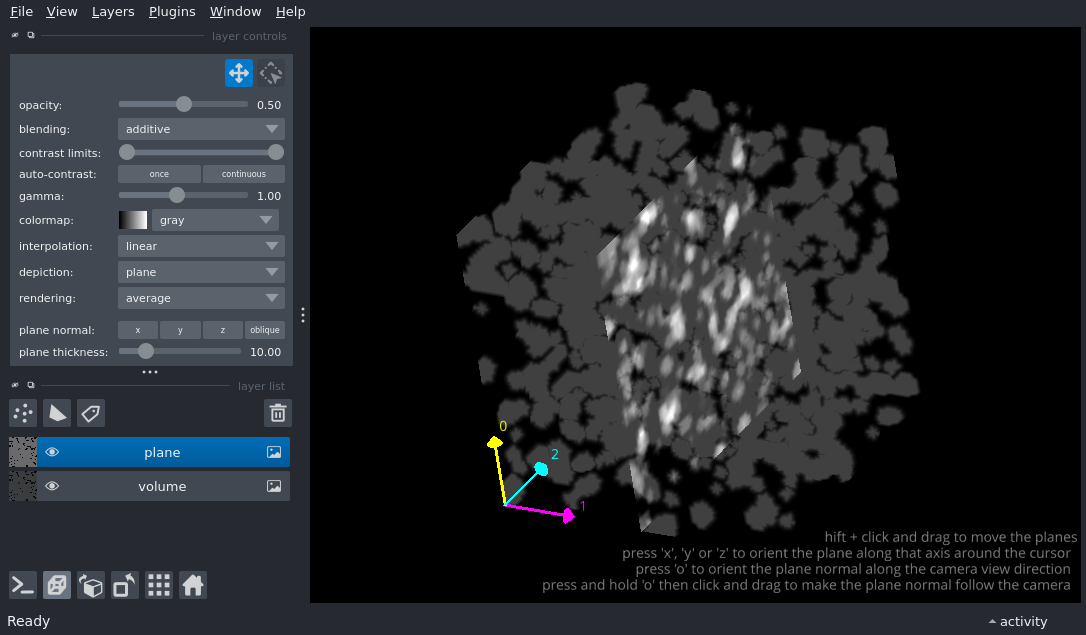 File View Layers Plugins Window Help
layer controls
opacity: 0.50
blending: additive
contrast limits:
auto-contrast: once continuous
gamma: 1.00
colormap: gray
interpolation: linear
depiction: plane
rendering: average
plane normal: x y z oblique
plane thickness: 10.00
layer list
plane
volume
0
2
1
hift + click and drag to move the planes
press 'x', 'y' or 'z' to orient the plane along that axis around the cursor
press 'o' to orient the plane normal along the camera view direction
press and hold 'o' then click and drag to make the plane normal follow the camera
Ready activity